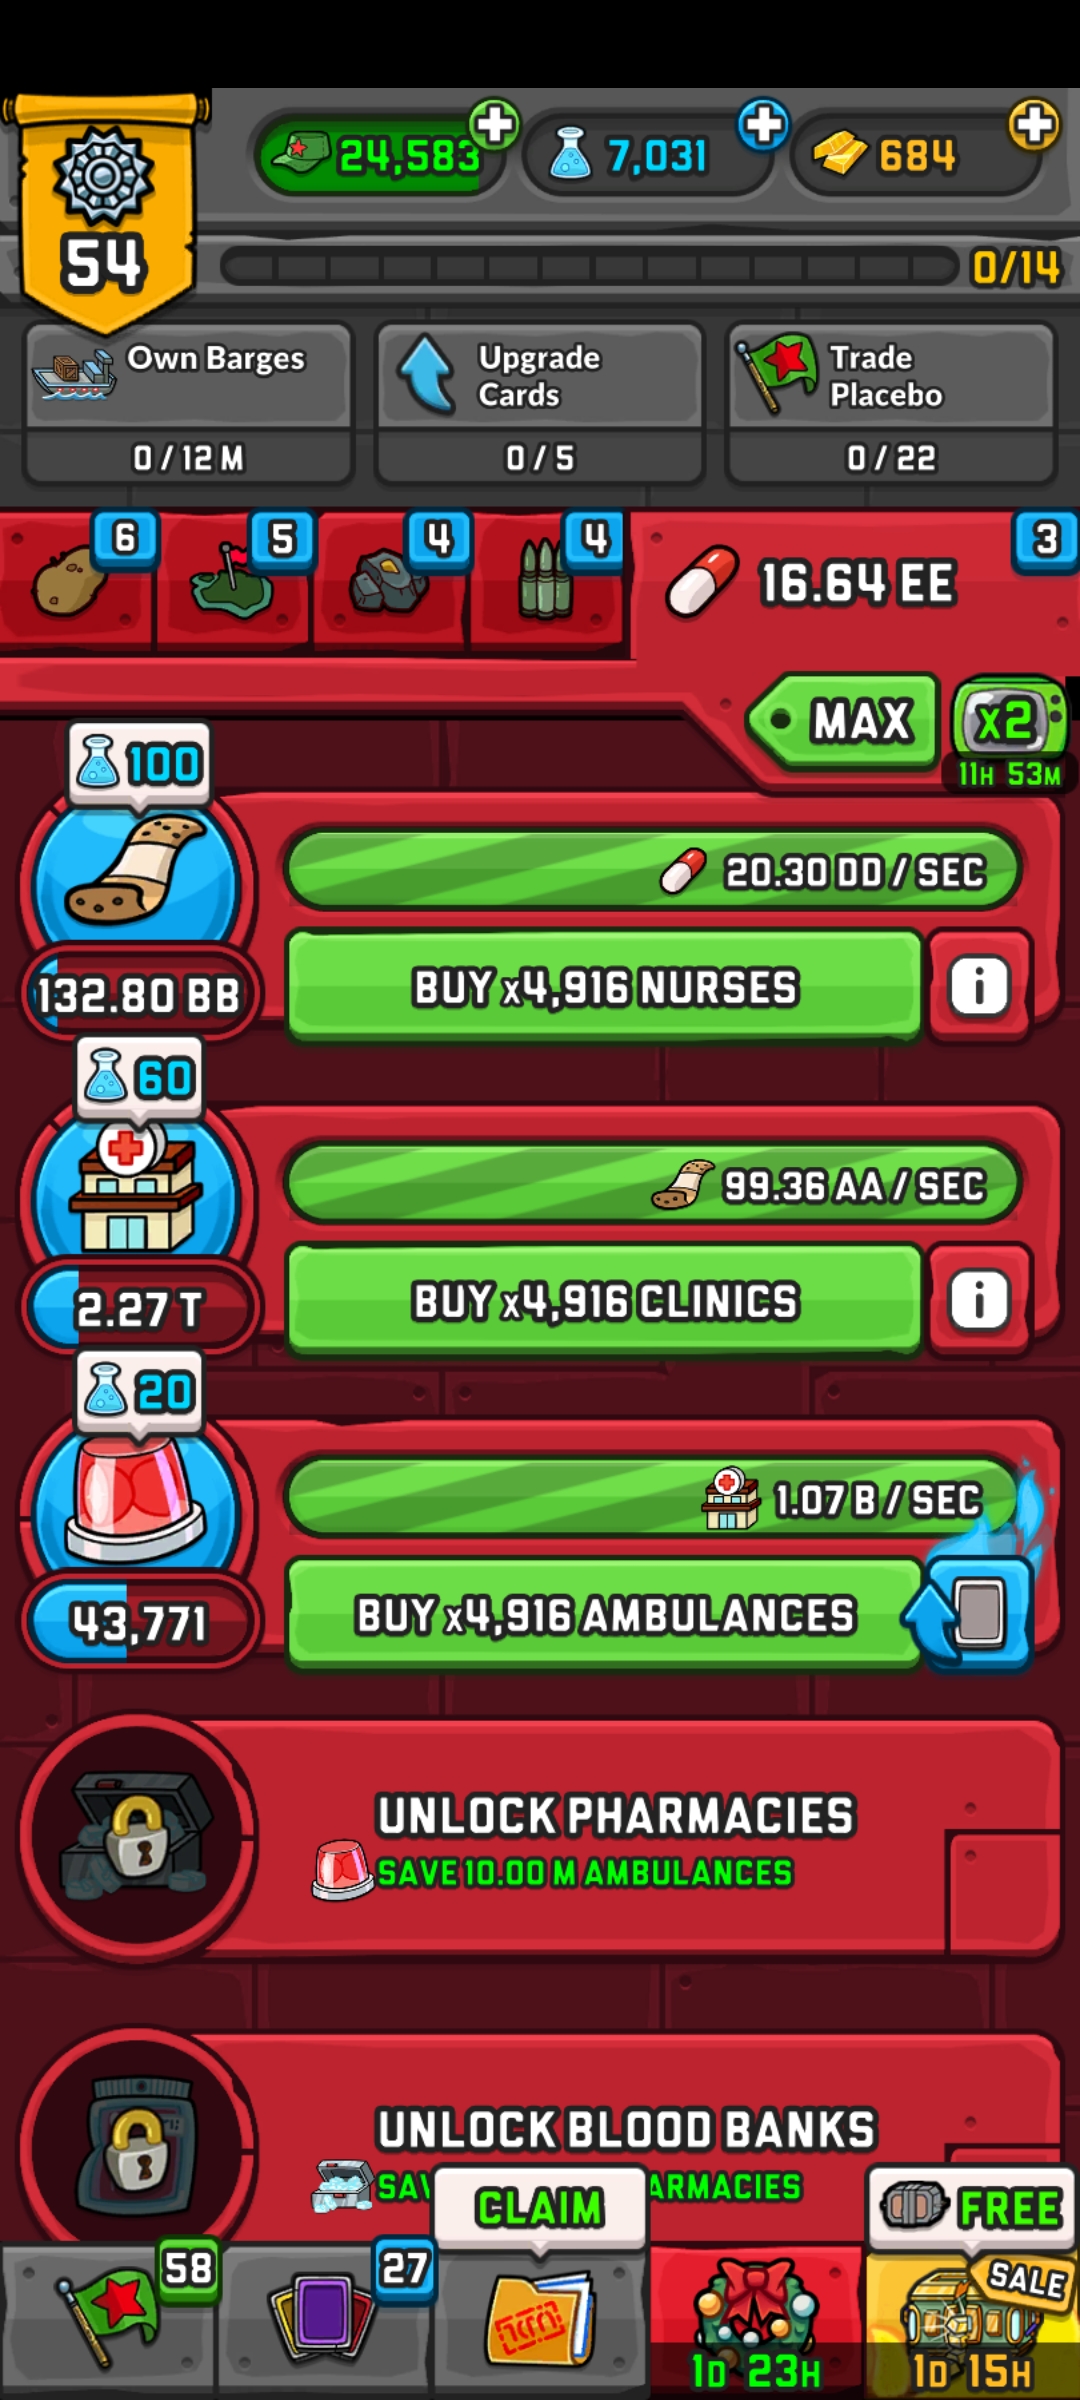 24,583
7,031
684
54
0/14
Own Barges
0 / 12 M
Upgrade
Cards
0 / 5
Trade
Placebo
0 / 22
6
5
4
4
3
16.64 EE
MAX
x2
11H 53M
100
20.30 DD / SEC
132.80 BB
BUY x4,916 NURSES
i
60
99.36 AA / SEC
2.27 T
BUY x4,916 CLINICS
i
20
1.07 B / SEC
43,771
BUY x4,916 AMBULANCES
UNLOCK PHARMACIES
SAVE 10.00 M AMBULANCES
UNLOCK BLOOD BANKS
CLAIM
FREE
58
27
SALE
1D 23H
1D 15H